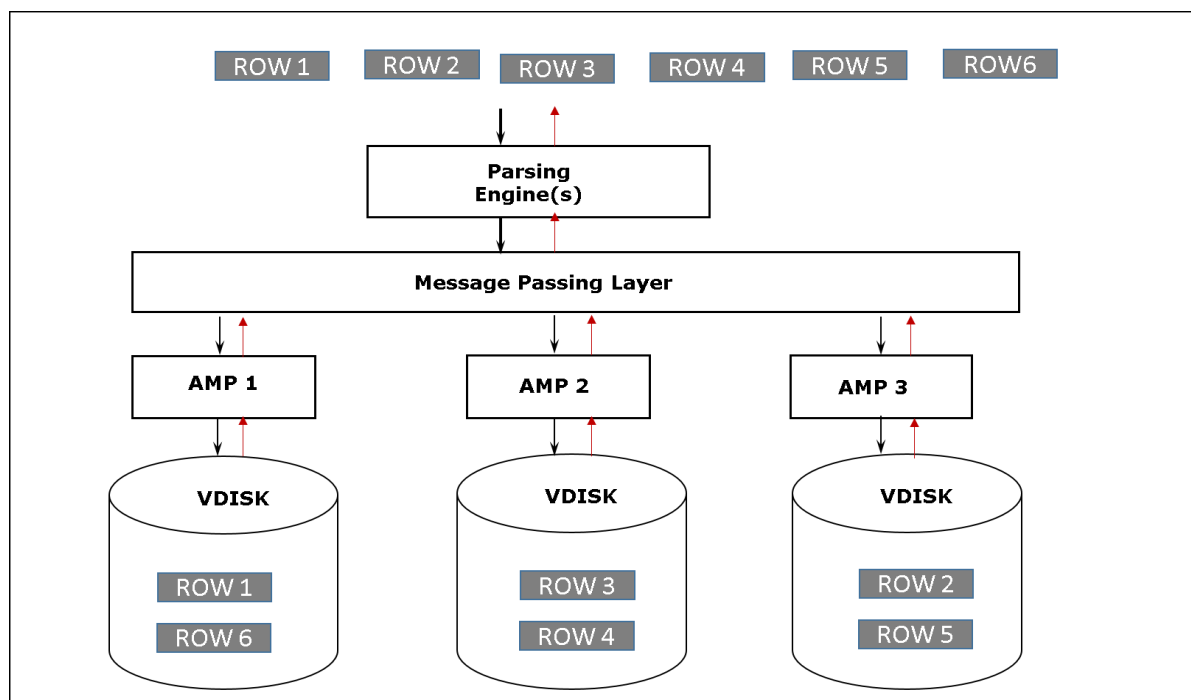 ROW 1 ROW 2 ROW 3 ROW 4 ROW 5 ROW6
Parsing
Engine(s)
Message Passing Layer
AMP 1 AMP 2 AMP 3
VDISK VDISK VDISK
ROW 1 ROW 3 ROW 2
ROW 6 ROW 4 ROW 5